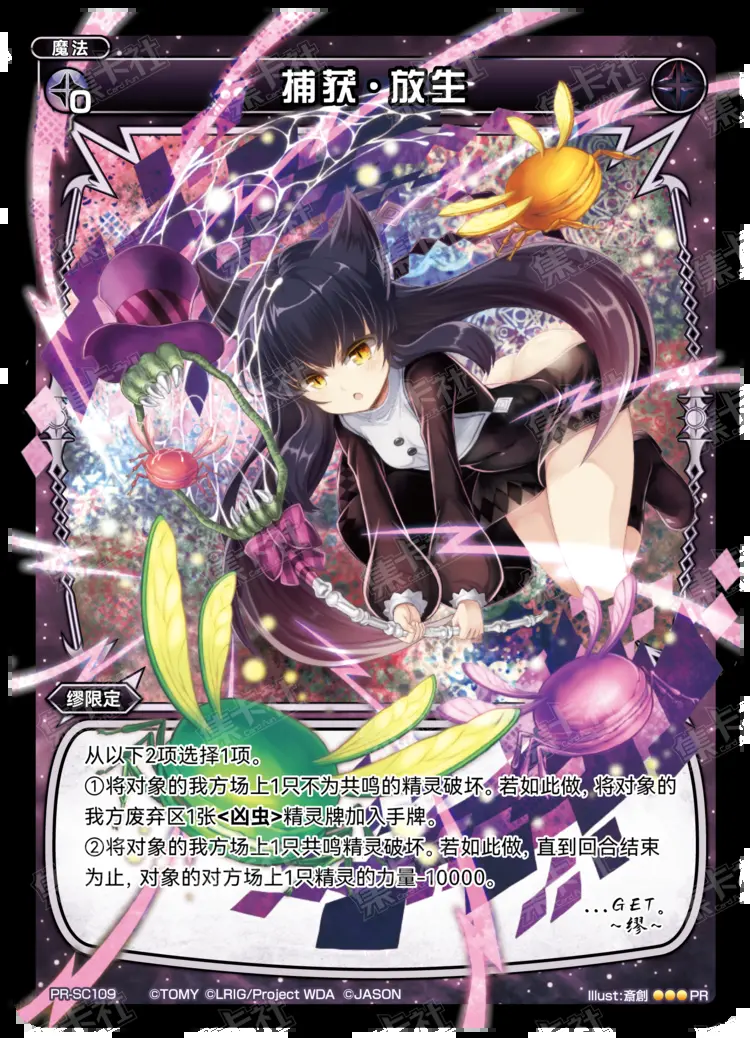 魔法
0
捕获·放生
缪限定
从以下2项选择1项。
①将对象的我方场上1只不为共鸣的精灵破坏。若如此做,将对象的
我方废弃区1张<凶虫>精灵牌加入手牌。
②将对象的我方场上1只共鸣精灵破坏。若如此做,直到回合结束
为止,对象的对方场上1只精灵的力量-10000。
...GET。
~缪~
PR-SC109 ©TOMY ©LRIG/Project WDA ©JASON Illust:斎創 PR
集卡社
Card Art